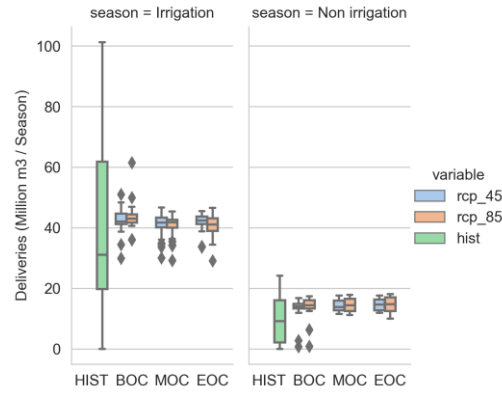 season = Irrigation
season = Non irrigation
Deliveries (Million m3 / Season)
100
80
60
40
20
0
HIST BOC MOC EOC
HIST BOC MOC EOC
variable
rcp_45
rcp_85
hist